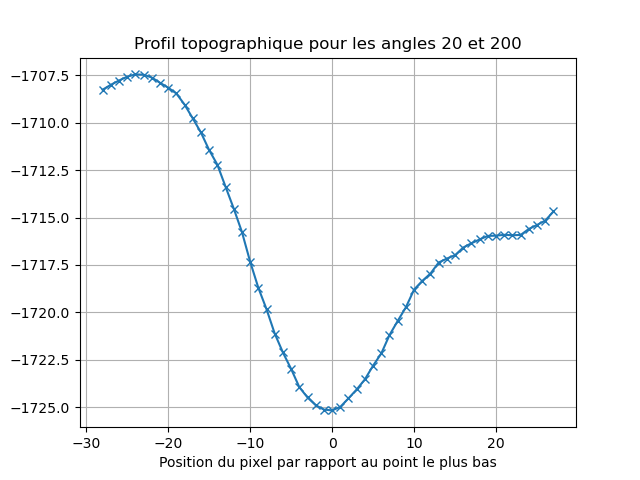 Profil topographique pour les angles 20 et 200
−1707.5
−1710.0
−1712.5
−1715.0
−1717.5
−1720.0
−1722.5
−1725.0
−30 −20 −10 0 10 20
Position du pixel par rapport au point le plus bas